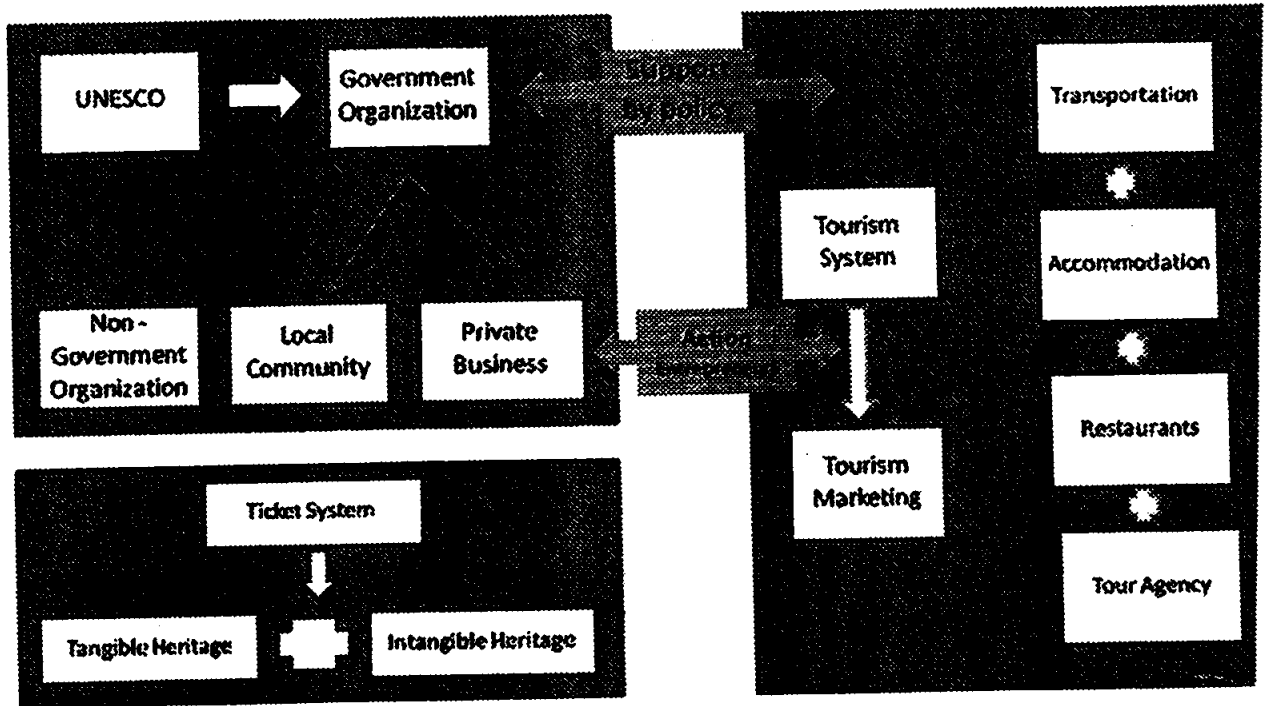 UNESCO
Government
Organization
Support
By policy
Transportation
Tourism
System
Accommodation
Non -
Government
Organization
Local
Community
Private
Business
Action
Restaurants
Tourism
Marketing
Ticket System
Tour Agency
Tangible Heritage
Intangible Heritage